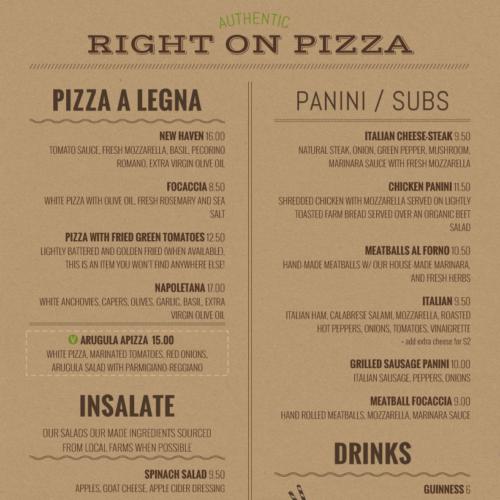 AUTHENTIC
RIGHT ON PIZZA
PIZZA A LEGNA
NEW HAVEN 16.00
TOMATO SAUCE, FRESH MOZZARELLA, BASIL, PECORINO
ROMANO, EXTRA VIRGIN OLIVE OIL
FOCACCIA 8.50
WHITE PIZZA WITH OLIVE OIL, FRESH ROSEMARY AND SEA
SALT
PIZZA WITH FRIED GREEN TOMATOES 12.50
LIGHTLY BATTERED AND GOLDEN FRIED (WHEN AVAILABLE),
THIS IS AN ITEM YOU WON'T FIND ANYWHERE ELSE!
NAPOLETANA 17.00
WHITE ANCHOVIES, CAPERS, OLIVES, GARLIC, BASIL, EXTRA
VIRGIN OLIVE OIL
V ARUGULA APIZZA 15.00
WHITE PIZZA, MARINATED TOMATOES, RED ONIONS,
ARUGULA SALAD WITH PARMIGIANO-REGGIANO
INSALATE
OUR SALADS OUR MADE INGREDIENTS SOURCED
FROM LOCAL FARMS WHEN POSSIBLE
SPINACH SALAD 9.50
APPLES, GOAT CHEESE, APPLE CIDER DRESSING
PANINI / SUBS
ITALIAN CHEESE-STEAK 9.50
NATURAL STEAK, ONION, GREEN PEPPER, MUSHROOM,
MARINARA SAUCE WITH FRESH MOZZARELLA
CHICKEN PANINI 11.50
SHREDDED CHICKEN WITH MOZZARELLA SERVED ON LIGHTLY
TOASTED FARM BREAD SERVED OVER AN ORGANIC BEET
SALAD
MEATBALLS AL FORNO 10.50
HAND-MADE MEATBALLS W/ OUR HOUSE-MADE MARINARA,
AND FRESH HERBS
ITALIAN 9.50
ITALIAN HAM, CALABRESE SALAMI, MOZZARELLA, ROASTED
HOT PEPPERS, ONIONS, TOMATOES, VINAIGRETTE
- add extra cheese for $2
GRILLED SAUSAGE PANINI 10.00
ITALIAN SAUSAGE, PEPPERS, ONIONS
MEATBALL FOCACCIA 9.00
HAND ROLLED MEATBALLS, MOZZARELLA, MARINARA SAUCE
DRINKS
GUINNESS 6